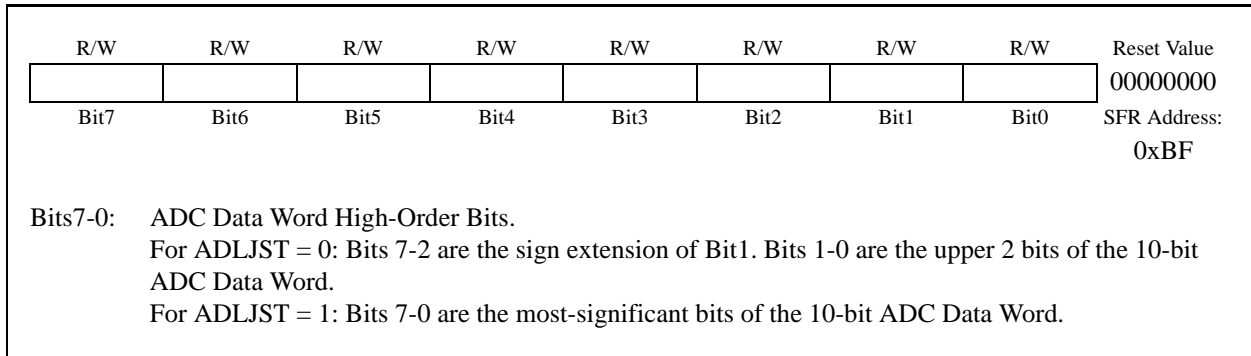 R/W R/W R/W R/W R/W R/W R/W R/W Reset Value
00000000
Bit7 Bit6 Bit5 Bit4 Bit3 Bit2 Bit1 Bit0 SFR Address:
0xBF
Bits7-0: ADC Data Word High-Order Bits.
For ADLJST = 0: Bits 7-2 are the sign extension of Bit1. Bits 1-0 are the upper 2 bits of the 10-bit
ADC Data Word.
For ADLJST = 1: Bits 7-0 are the most-significant bits of the 10-bit ADC Data Word.